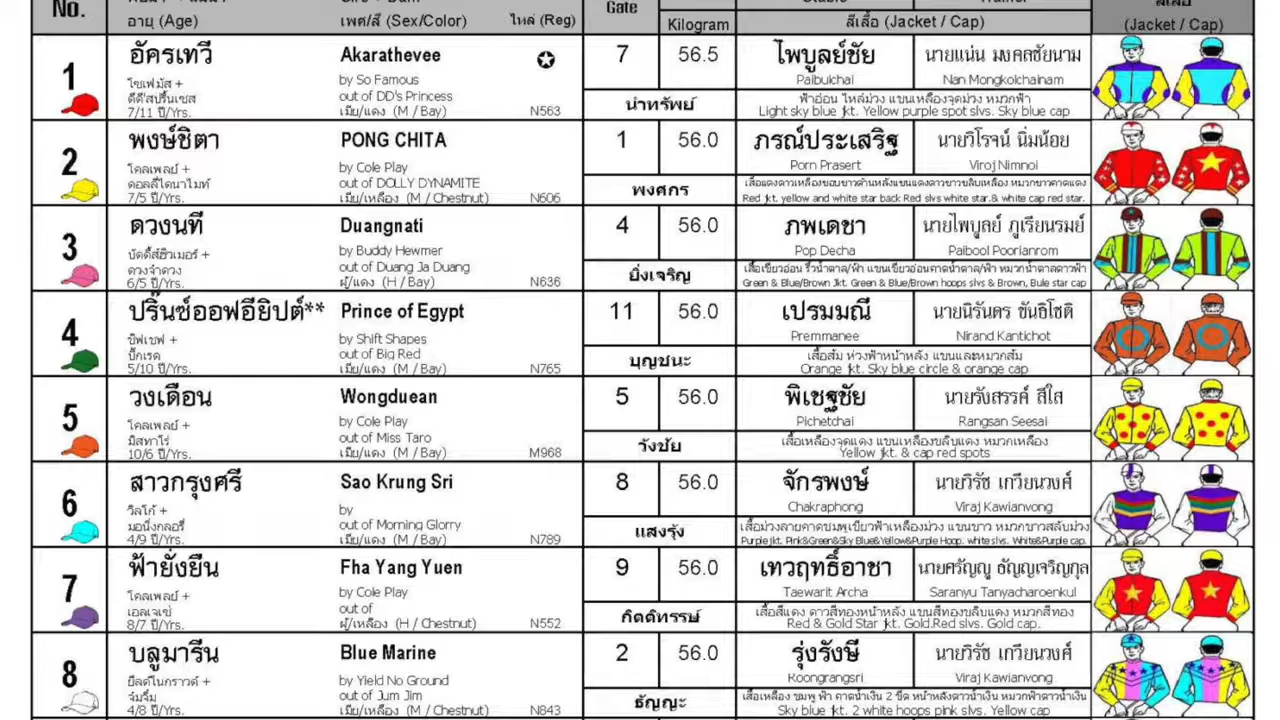 No.
อายุ (Age)
เพศ/สี (Sex/Color)
ไหล่ (Reg)
Gate
Kilogram
สีเสื้อ (Jacket / Cap)
สีเสื้อ
(Jacket / Cap)
1
อัครเทวี
โซเฟมัส +
ดีดี'สปริ้นเซส
7/11 ปี/Yrs.
Akarathevee
by So Famous
out of DD's Princess
เมีย/แดง (M / Bay)
N563
7
56.5
นำทรัพย์
ไพบูลย์ชัย
Paibulchai
นายแน่น มงคลชัยนาม
Nan Mongkolchainam
ฟ้าอ่อน ไหล่ม่วง แขนเหลืองจุดม่วง หมวกฟ้า
Light sky blue jkt. Yellow purple spot slvs. Sky blue cap
2
พงษ์ชิตา
โคลเพลย์ +
ดอลลี่ไดนาไมท์
7/5 ปี/Yrs.
PONG CHITA
by Cole Play
out of DOLLY DYNAMITE
เมีย/เหลือง (M / Chestnut)
N606
1
56.0
พงศกร
ภรณ์ประเสริฐ
Porn Prasert
นายวิโรจน์ นิ่มน้อย
Viroj Nimnoi
เสื้อแดงดาวเหลืองขอบขาวด้านหลังแขนแดงดาวขาวขลิบเหลือง หมวกขาวดาดแดง
Red jkt. yellow and white star back Red slvs white star.& white cap red star.
3
ดวงนที
บัดดี้ส์ฮิวเมอร์ +
ดวงจำดวง
6/5 ปี/Yrs.
Duangnati
by Buddy Hewmer
out of Duang Ja Duang
ผู้/แดง (H / Bay)
N636
4
56.0
ยิ่งเจริญ
ภพเดชา
Pop Decha
นายไพบูลย์ ภูเรียนรมย์
Paibool Poorianrom
เสื้อเขียวอ่อน ริ้วน้ำตาล/ฟ้า แขนเขียวอ่อนคาดน้ำตาล/ฟ้า หมวกน้ำตาลดาวฟ้า
Green & Blue/Brown Jkt. Green & Blue/Brown hoops slvs & Brown, Bule star cap
4
ปริ๊นซ์ออฟอียิปต์**
ชิฟเชฟ +
บิ๊กเรด
5/10 ปี/Yrs.
Prince of Egypt
by Shift Shapes
out of Big Red
เมีย/แดง (M / Bay)
N765
11
56.0
บุญชนะ
เปรมมณี
Premmanee
นายนิรันดร ขันธิโชติ
Nirand Kantichot
เสื้อส้ม ห่วงฟ้าหน้าหลัง แขนและหมวกส้ม
Orange jkt. Sky blue circle & orange cap
5
วงเดือน
โคลเพลย์ +
มิสทาโร่
10/6 ปี/Yrs.
Wongduean
by Cole Play
out of Miss Taro
เมีย/แดง (M / Bay)
M968
5
56.0
วังชัย
พิเชฐชัย
Pichetchai
นายรังสรรค์ สีใส
Rangsan Seesai
เสื้อเหลืองจุดแดง แขนเหลืองขลิบแดง หมวกเหลือง
Yellow jkt. & cap red spots
6
สาวกรุงศรี
วิลโก้ +
มอนิ่งกลอรี่
4/9 ปี/Yrs.
Sao Krung Sri
by
out of Morning Glorry
เมีย/แดง (M / Bay)
N789
8
56.0
แสงรุ้ง
จักรพงษ์
Chakraphong
นายวิรัช เกวียนวงศ์
Viraj Kawianvong
เสื้อม่วงลายคาดชมพูเขียวฟ้าเหลืองม่วง แขนขาว หมวกขาวสลับม่วง
Purple jkt. Pink&Green&Sky Blue&Yellow&Purple Hoop. white slvs. White&Purple cap.
7
ฟ้ายั่งยืน
โคลเพลย์ +
เอลเจเซ่
8/7 ปี/Yrs.
Fha Yang Yuen
by Cole Play
out of
ผู้/เหลือง (H / Chestnut)
N552
9
56.0
กิตติทรรษ์
เทวฤทธิ์อาชา
Taewarit Archa
นายศรัญญู ธัญญเจริญกุล
Saranyu Tanyacharoenkul
เสื้อสีแดง ดาวสีทองหน้าหลัง แขนสีทองขลิบแดง หมวกสีทอง
Red & Gold Star jkt. Gold.Red slvs. Gold cap.
8
บลูมารีน
ยีลด์โนกราวด์ +
จัมจิ้ม
4/8 ปี/Yrs.
Blue Marine
by Yield No Ground
out of Jum Jim
เมีย/เหลือง (M / Chestnut)
N843
2
56.0
ธัญญะ
รุ่งรังษี
Roongrangsri
นายวิรัช เกวียนวงศ์
Viraj Kawianvong
เสื้อเหลือง ชมพู ฟ้า คาดน้ำเงิน 2 ขีด หน้าหลังดาวน้ำเงิน หมวกฟ้าดาวน้ำเงิน
Sky blue jkt. 2 white hoops pink slvs. Yellow cap